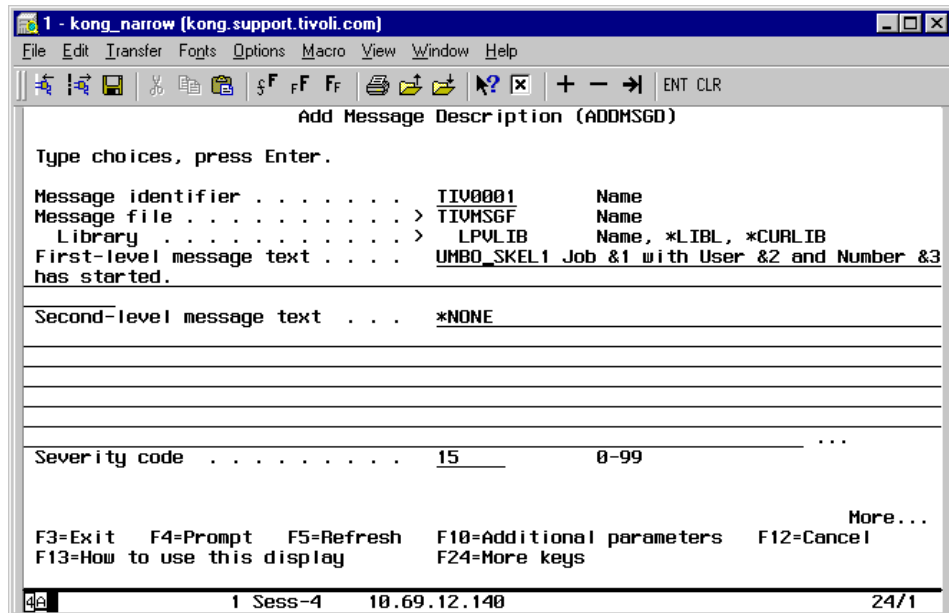 1 - kong_narrow (kong.support.tivoli.com)
File Edit Transfer Fonts Options Macro View Window Help
ENT CLR
Add Message Description (ADDMSGD)
Type choices, press Enter.
Message identifier . . . . . . . TIV0001 Name
Message file . . . . . . . . . . . > TIVMSGF Name
Library . . . . . . . . . . . > LPVLIB Name, *LIBL, *CURLIB
First-level message text . . . . UMBO_SKEL1 Job &1 with User &2 and Number &3
has started.
Second-level message text . . . *NONE
...
Severity code . . . . . . . . . 15 0-99
More...
F3=Exit F4=Prompt F5=Refresh F10=Additional parameters F12=Cancel
F13=How to use this display F24=More keys
4A 1 Sess-4 10.69.12.140 24/1